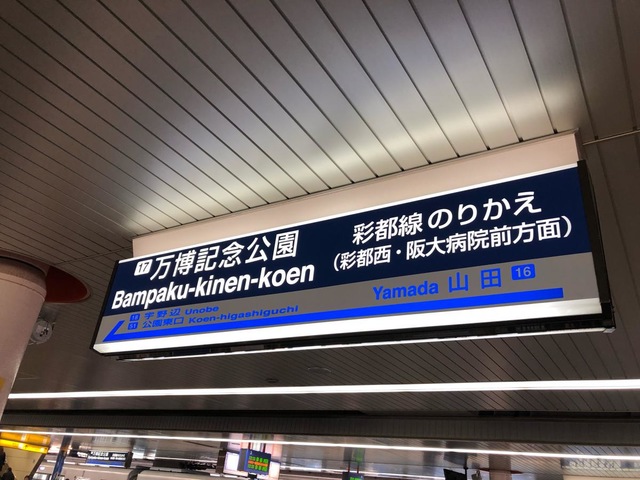 17 万博記念公園
Bampaku-kinen-koen
彩都線のりかえ
(彩都西・阪大病院前方面)
18 宇野辺 Unobe
51 公園東口 Koen-higashiguchi
Yamada 山田 16